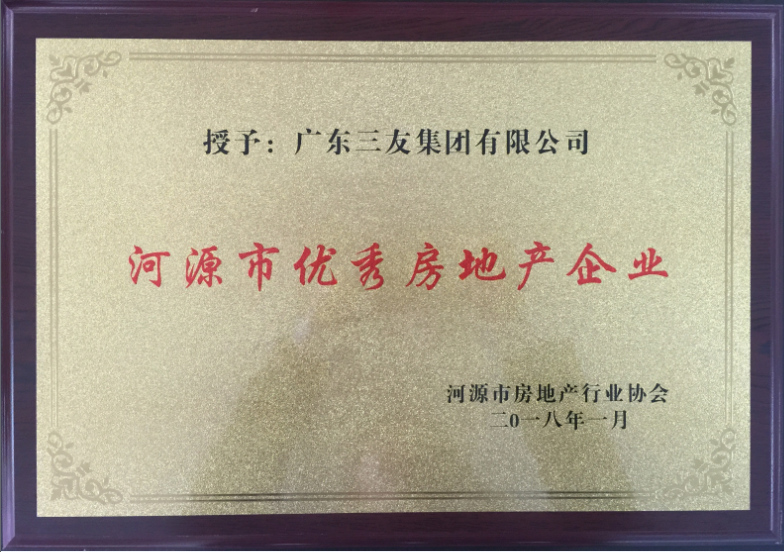 授予：广东三友集团有限公司
河源市优秀房地产企业
河源市房地产行业协会
二0一八年一月